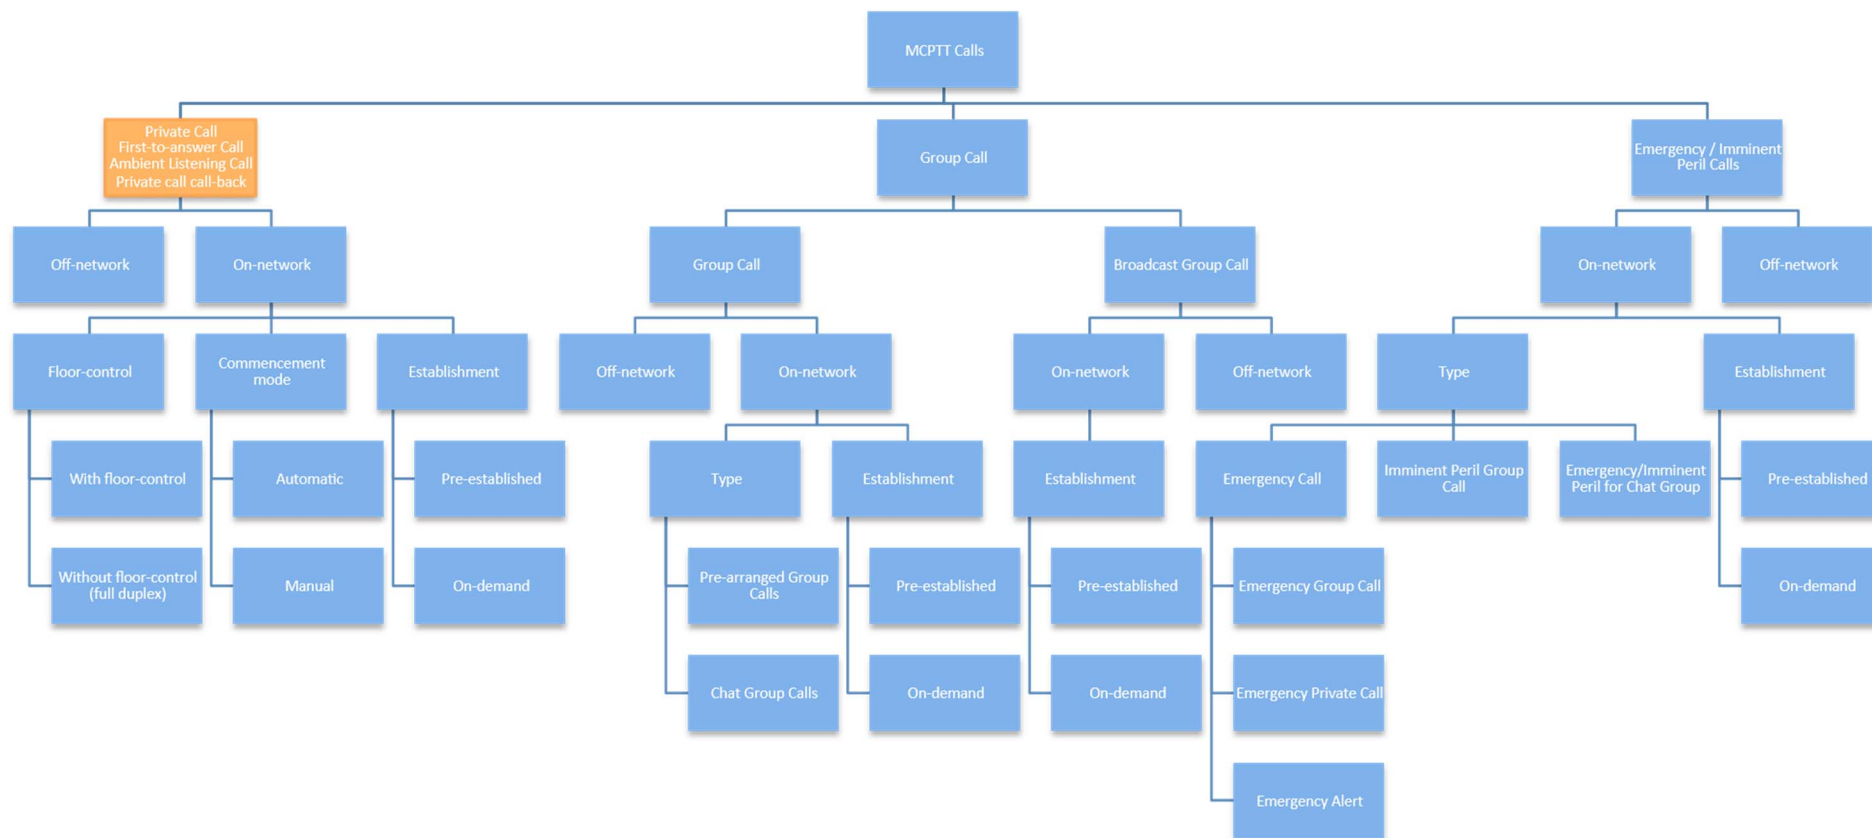 MCPTT Calls
Private Call
First-to-answer Call
Ambient Listening Call
Private call call-back
Group Call
Emergency / Imminent
Peril Calls
Off-network
On-network
Group Call
Broadcast Group Call
On-network
Off-network
Floor-control
Commencement
mode
Establishment
Off-network
On-network
On-network
Off-network
Type
Establishment
With floor-control
Automatic
Pre-established
Type
Establishment
Establishment
Emergency Call
Imminent Peril Group
Call
Emergency/Imminent
Peril for Chat Group
Pre-established
Without floor-control
(full duplex)
Manual
On-demand
Pre-arranged Group
Calls
Pre-established
Pre-established
Emergency Group Call
On-demand
Chat Group Calls
On-demand
On-demand
Emergency Private Call
Emergency Alert